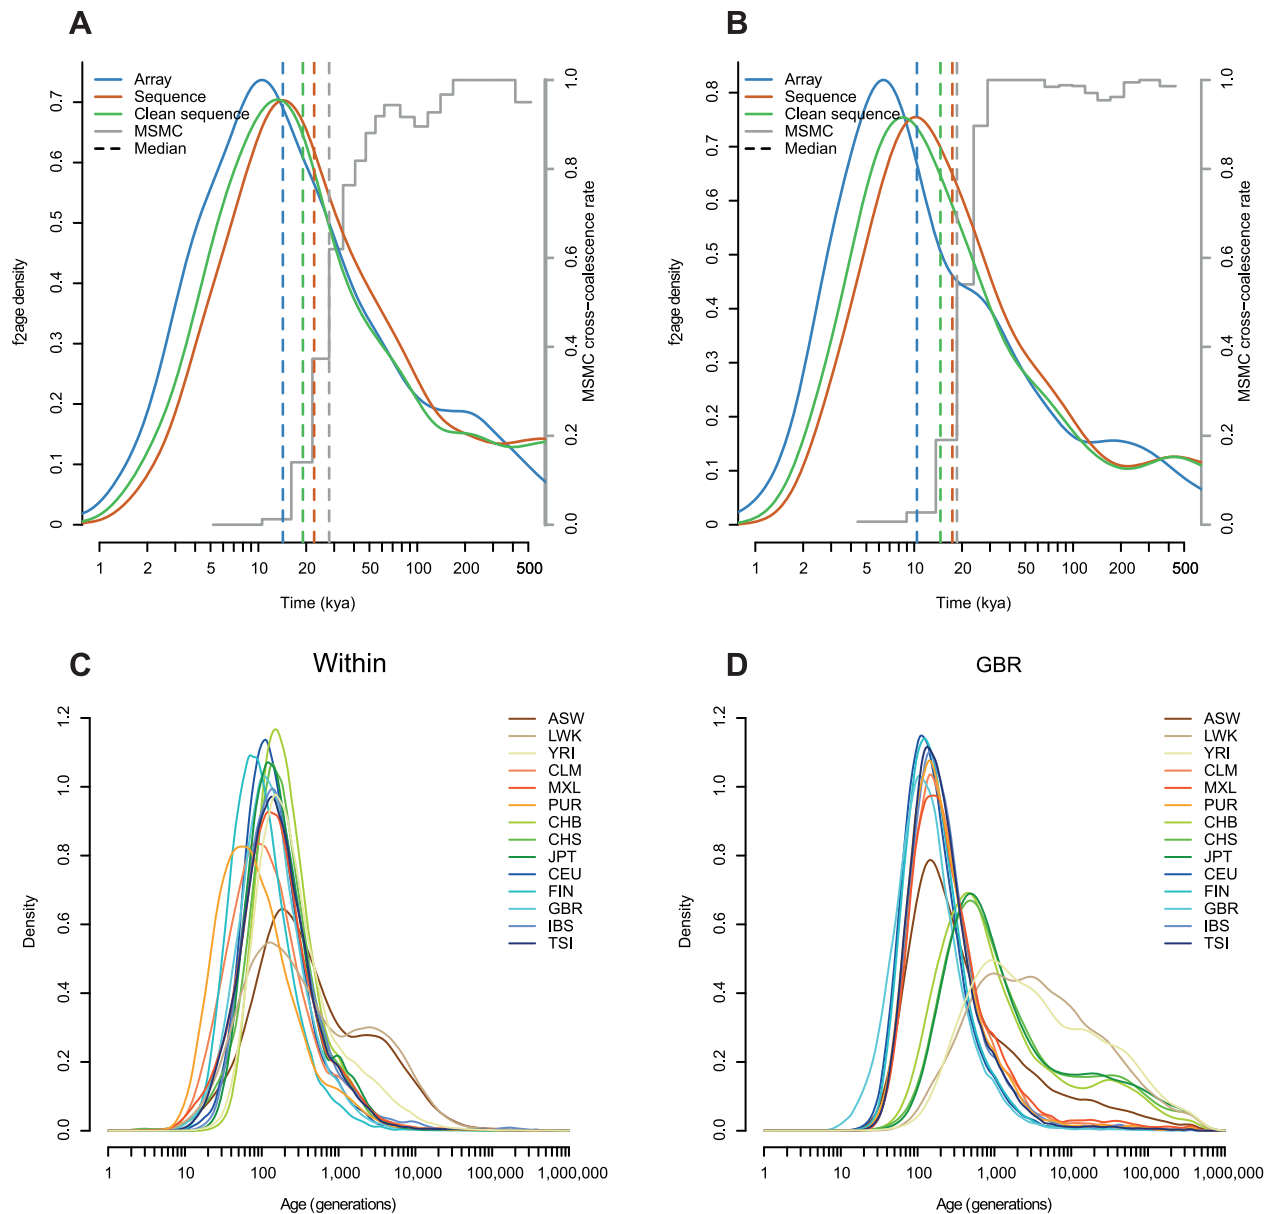 A
Array
Sequence
Clean sequence
MSMC
Median
f2age density
0 0.1 0.2 0.3 0.4 0.5 0.6 0.7
MSMC cross−coalescence rate
0.0 0.2 0.4 0.6 0.8 1.0
1 2 5 10 20 50 100 200 500
Time (kya)
B
Array
Sequence
Clean sequence
MSMC
Median
f2age density
0 0.1 0.2 0.3 0.4 0.5 0.6 0.7 0.8
MSMC cross−coalescence rate
0.0 0.2 0.4 0.6 0.8 1.0
1 2 5 10 20 50 100 200 500
Time (kya)
C
Within
ASW
LWK
YRI
CLM
MXL
PUR
CHB
CHS
JPT
CEU
FIN
GBR
IBS
TSI
Density
0.0 0.2 0.4 0.6 0.8 1.0 1.2
1 10 100 1,000 10,000 100,000 1,000,000
Age (generations)
D
GBR
ASW
LWK
YRI
CLM
MXL
PUR
CHB
CHS
JPT
CEU
FIN
GBR
IBS
TSI
Density
0.0 0.2 0.4 0.6 0.8 1.0 1.2
1 10 100 1,000 10,000 100,000 1,000,000
Age (generations)